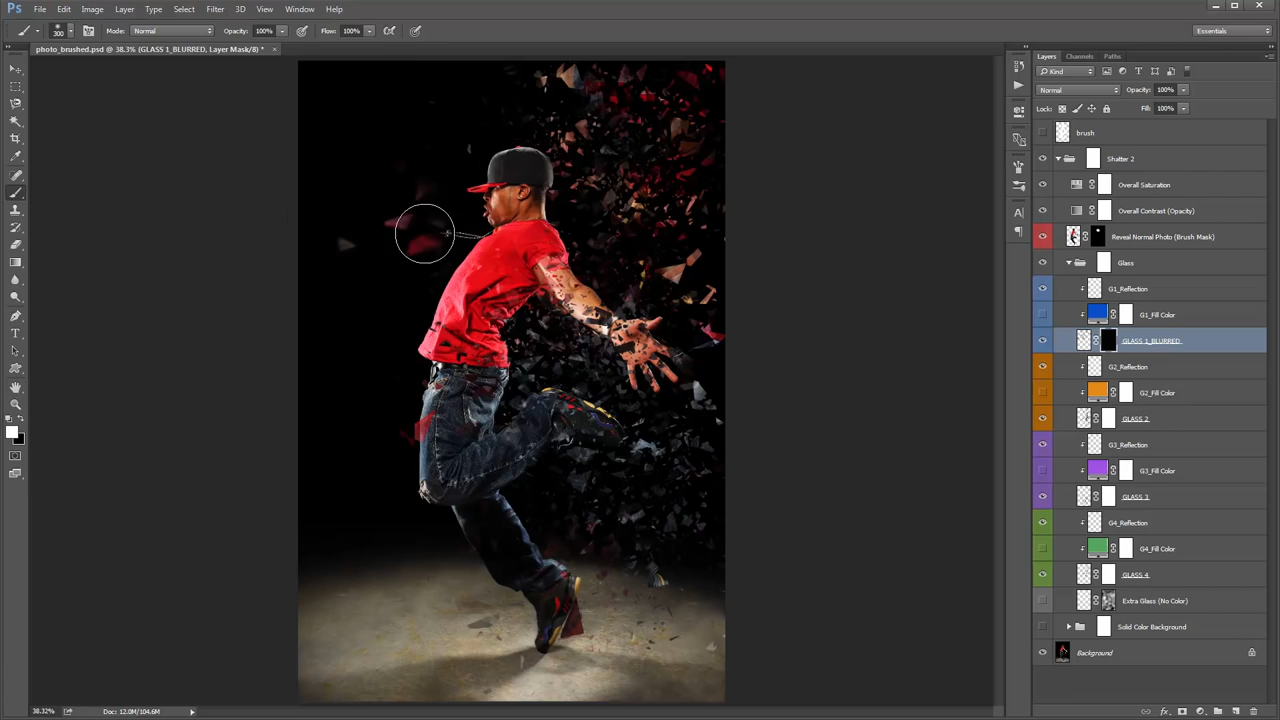 Ps File Edit Image Layer Type Select Filter 3D View Window Help
300 Mode: Normal Opacity: 100% Flow: 100% Essentials
photo_brushed.psd @ 38.3% (GLASS 1_BLURRED, Layer Mask/8) * ×
Layers Channels Paths
Kind
Normal Opacity: 100%
Lock: Fill: 100%
brush
Shatter 2
Overall Saturation
Overall Contrast (Opacity)
Reveal Normal Photo (Brush Mask)
Glass
G1_Reflection
G1_Fill Color
GLASS 1_BLURRED
G2_Reflection
G2_Fill Color
GLASS 2
G3_Reflection
G3_Fill Color
GLASS 3
G4_Reflection
G4_Fill Color
GLASS 4
Extra Glass (No Color)
Solid Color Background
Background
38.32% Doc: 12.0M/104.6M